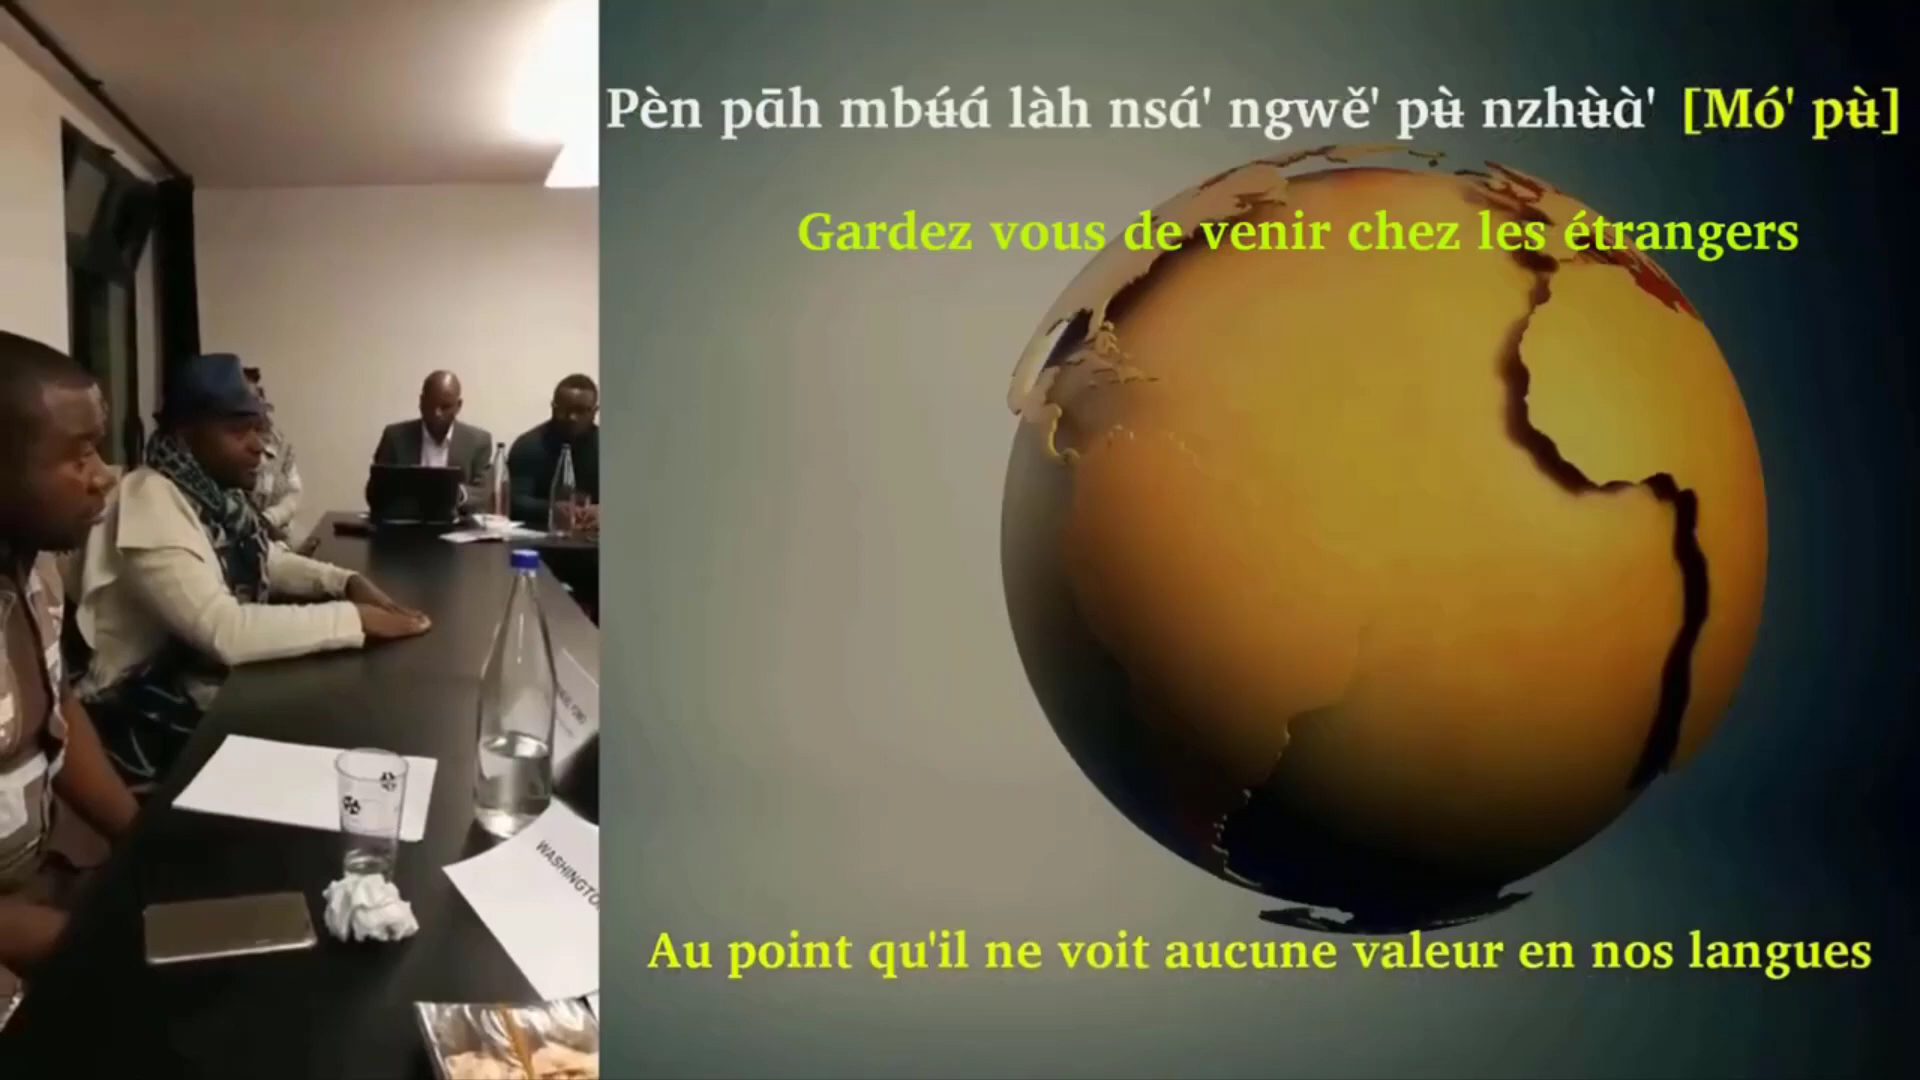 Pèn pāh mbʉ́á làh nsá' ngwě' pʉ̀ nzhʉ̀à' [Mó' pʉ̀]
Gardez vous de venir chez les étrangers
Au point qu'il ne voit aucune valeur en nos langues